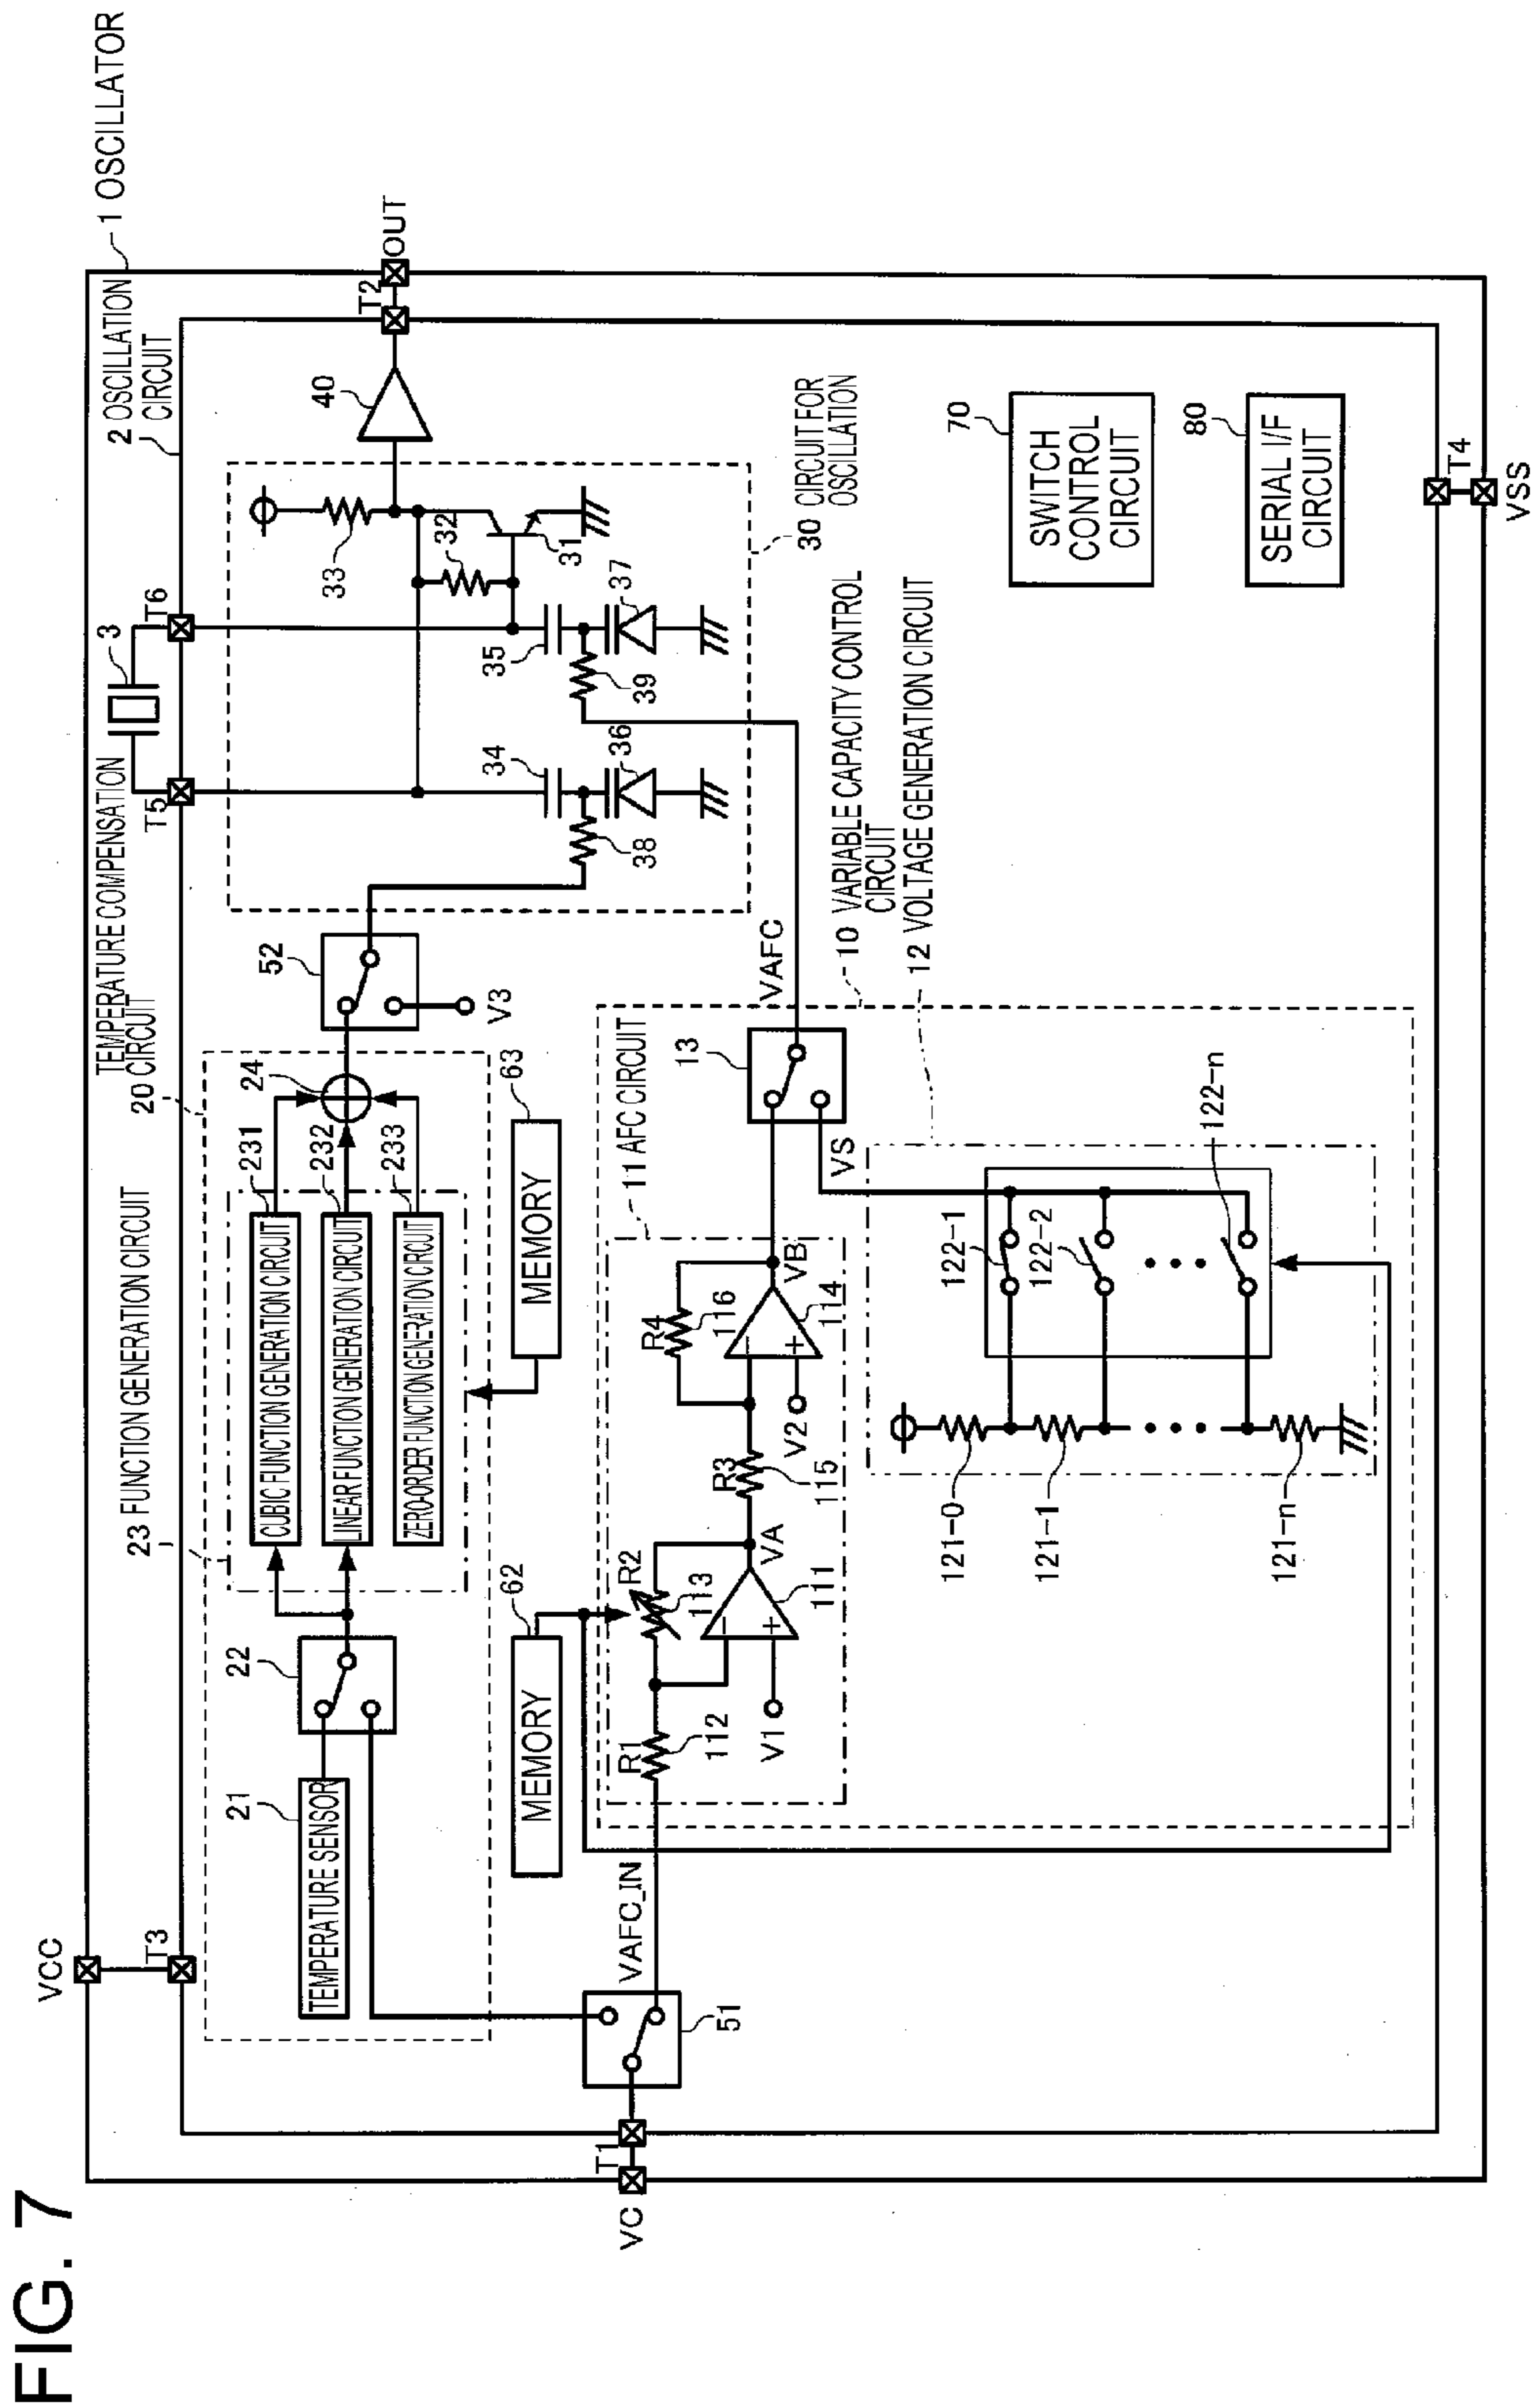 FIG. 7
1 OSCILLATOR
2 OSCILLATION
CIRCUIT
TEMPERATURE COMPENSATION
20 CIRCUIT
23 FUNCTION GENERATION CIRCUIT
VCC
T3
T5
3
T6
T2
OUT
21
TEMPERATURE SENSOR
22
CUBIC FUNCTION GENERATION CIRCUIT
231
LINEAR FUNCTION GENERATION CIRCUIT
232
ZERO-ORDER FUNCTION GENERATION CIRCUIT
233
24
52
V3
33
32
31
34
35
36
37
38
39
40
30 CIRCUIT FOR
OSCILLATION
MEMORY
62
MEMORY
63
VC
T1
51
VAFC_IN
11 AFC CIRCUIT
R1
112
R2
113
V1
111
VA
R3
115
R4
116
V2
114
VB
13
VAFC
VS
10 VARIABLE CAPACITY CONTROL
CIRCUIT
12 VOLTAGE GENERATION CIRCUIT
121-0
121-1
121-n
122-1
122-2
122-n
70
SWITCH
CONTROL
CIRCUIT
80
SERIAL I/F
CIRCUIT
T4
VSS